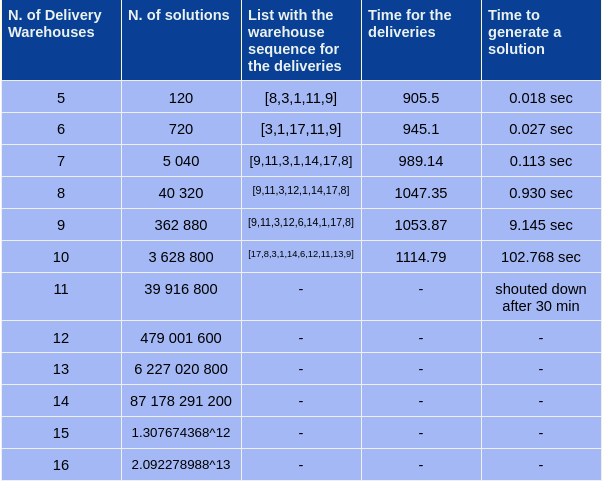 N. of Delivery Warehouses | N. of solutions | List with the warehouse sequence for the deliveries | Time for the deliveries | Time to generate a solution
5 | 120 | [8,3,1,11,9] | 905.5 | 0.018 sec
6 | 720 | [3,1,17,11,9] | 945.1 | 0.027 sec
7 | 5 040 | [9,11,3,1,14,17,8] | 989.14 | 0.113 sec
8 | 40 320 | [9,11,3,12,1,14,17,8] | 1047.35 | 0.930 sec
9 | 362 880 | [9,11,3,12,6,14,1,17,8] | 1053.87 | 9.145 sec
10 | 3 628 800 | [17,8,3,1,14,6,12,11,13,9] | 1114.79 | 102.768 sec
11 | 39 916 800 | - | - | shouted down after 30 min
12 | 479 001 600 | - | - | -
13 | 6 227 020 800 | - | - | -
14 | 87 178 291 200 | - | - | -
15 | 1.307674368^12 | - | - | -
16 | 2.092278988^13 | - | - | -